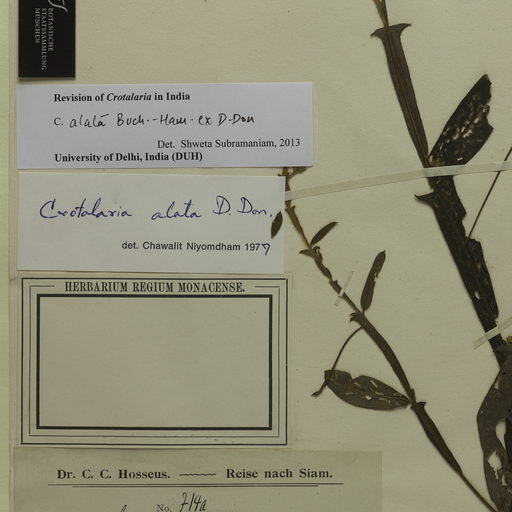 BOTANISCHE
STAATSSAMMLUNG
MÜNCHEN
Revision of Crotalaria in India
C. alata Buch.-Ham. ex D. Don
Det. Shweta Subramaniam, 2013
University of Delhi, India (DUH)
Crotalaria alata D. Don.
det. Chawalit Niyomdham 1977
HERBARIUM REGIUM MONACENSE.
Dr. C. C. Hosseus. Reise nach Siam.
No. 714a